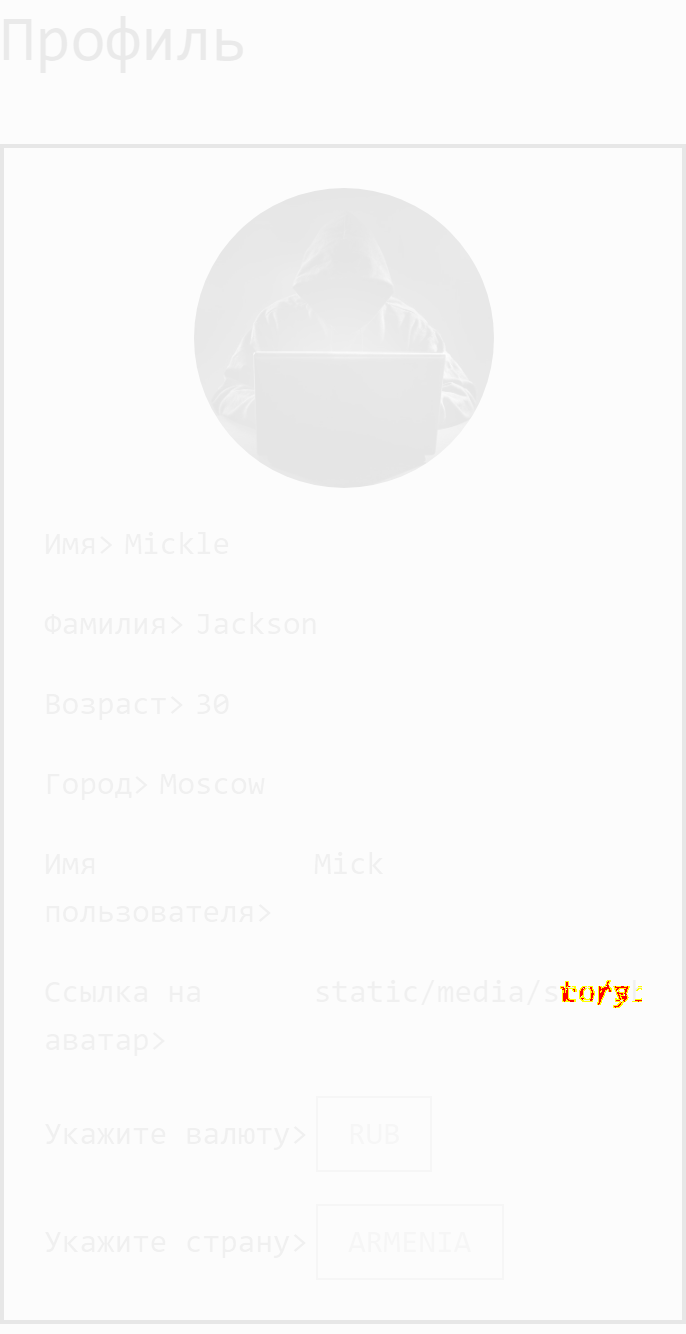 Профиль
Имя> Mickle
Фамилия> Jackson
Возраст> 30
Город> Moscow
Имя Mick
пользователя>
Ссылка на static/media/
аватар>
Укажите валюту> RUB
Укажите страну> ARMENIA